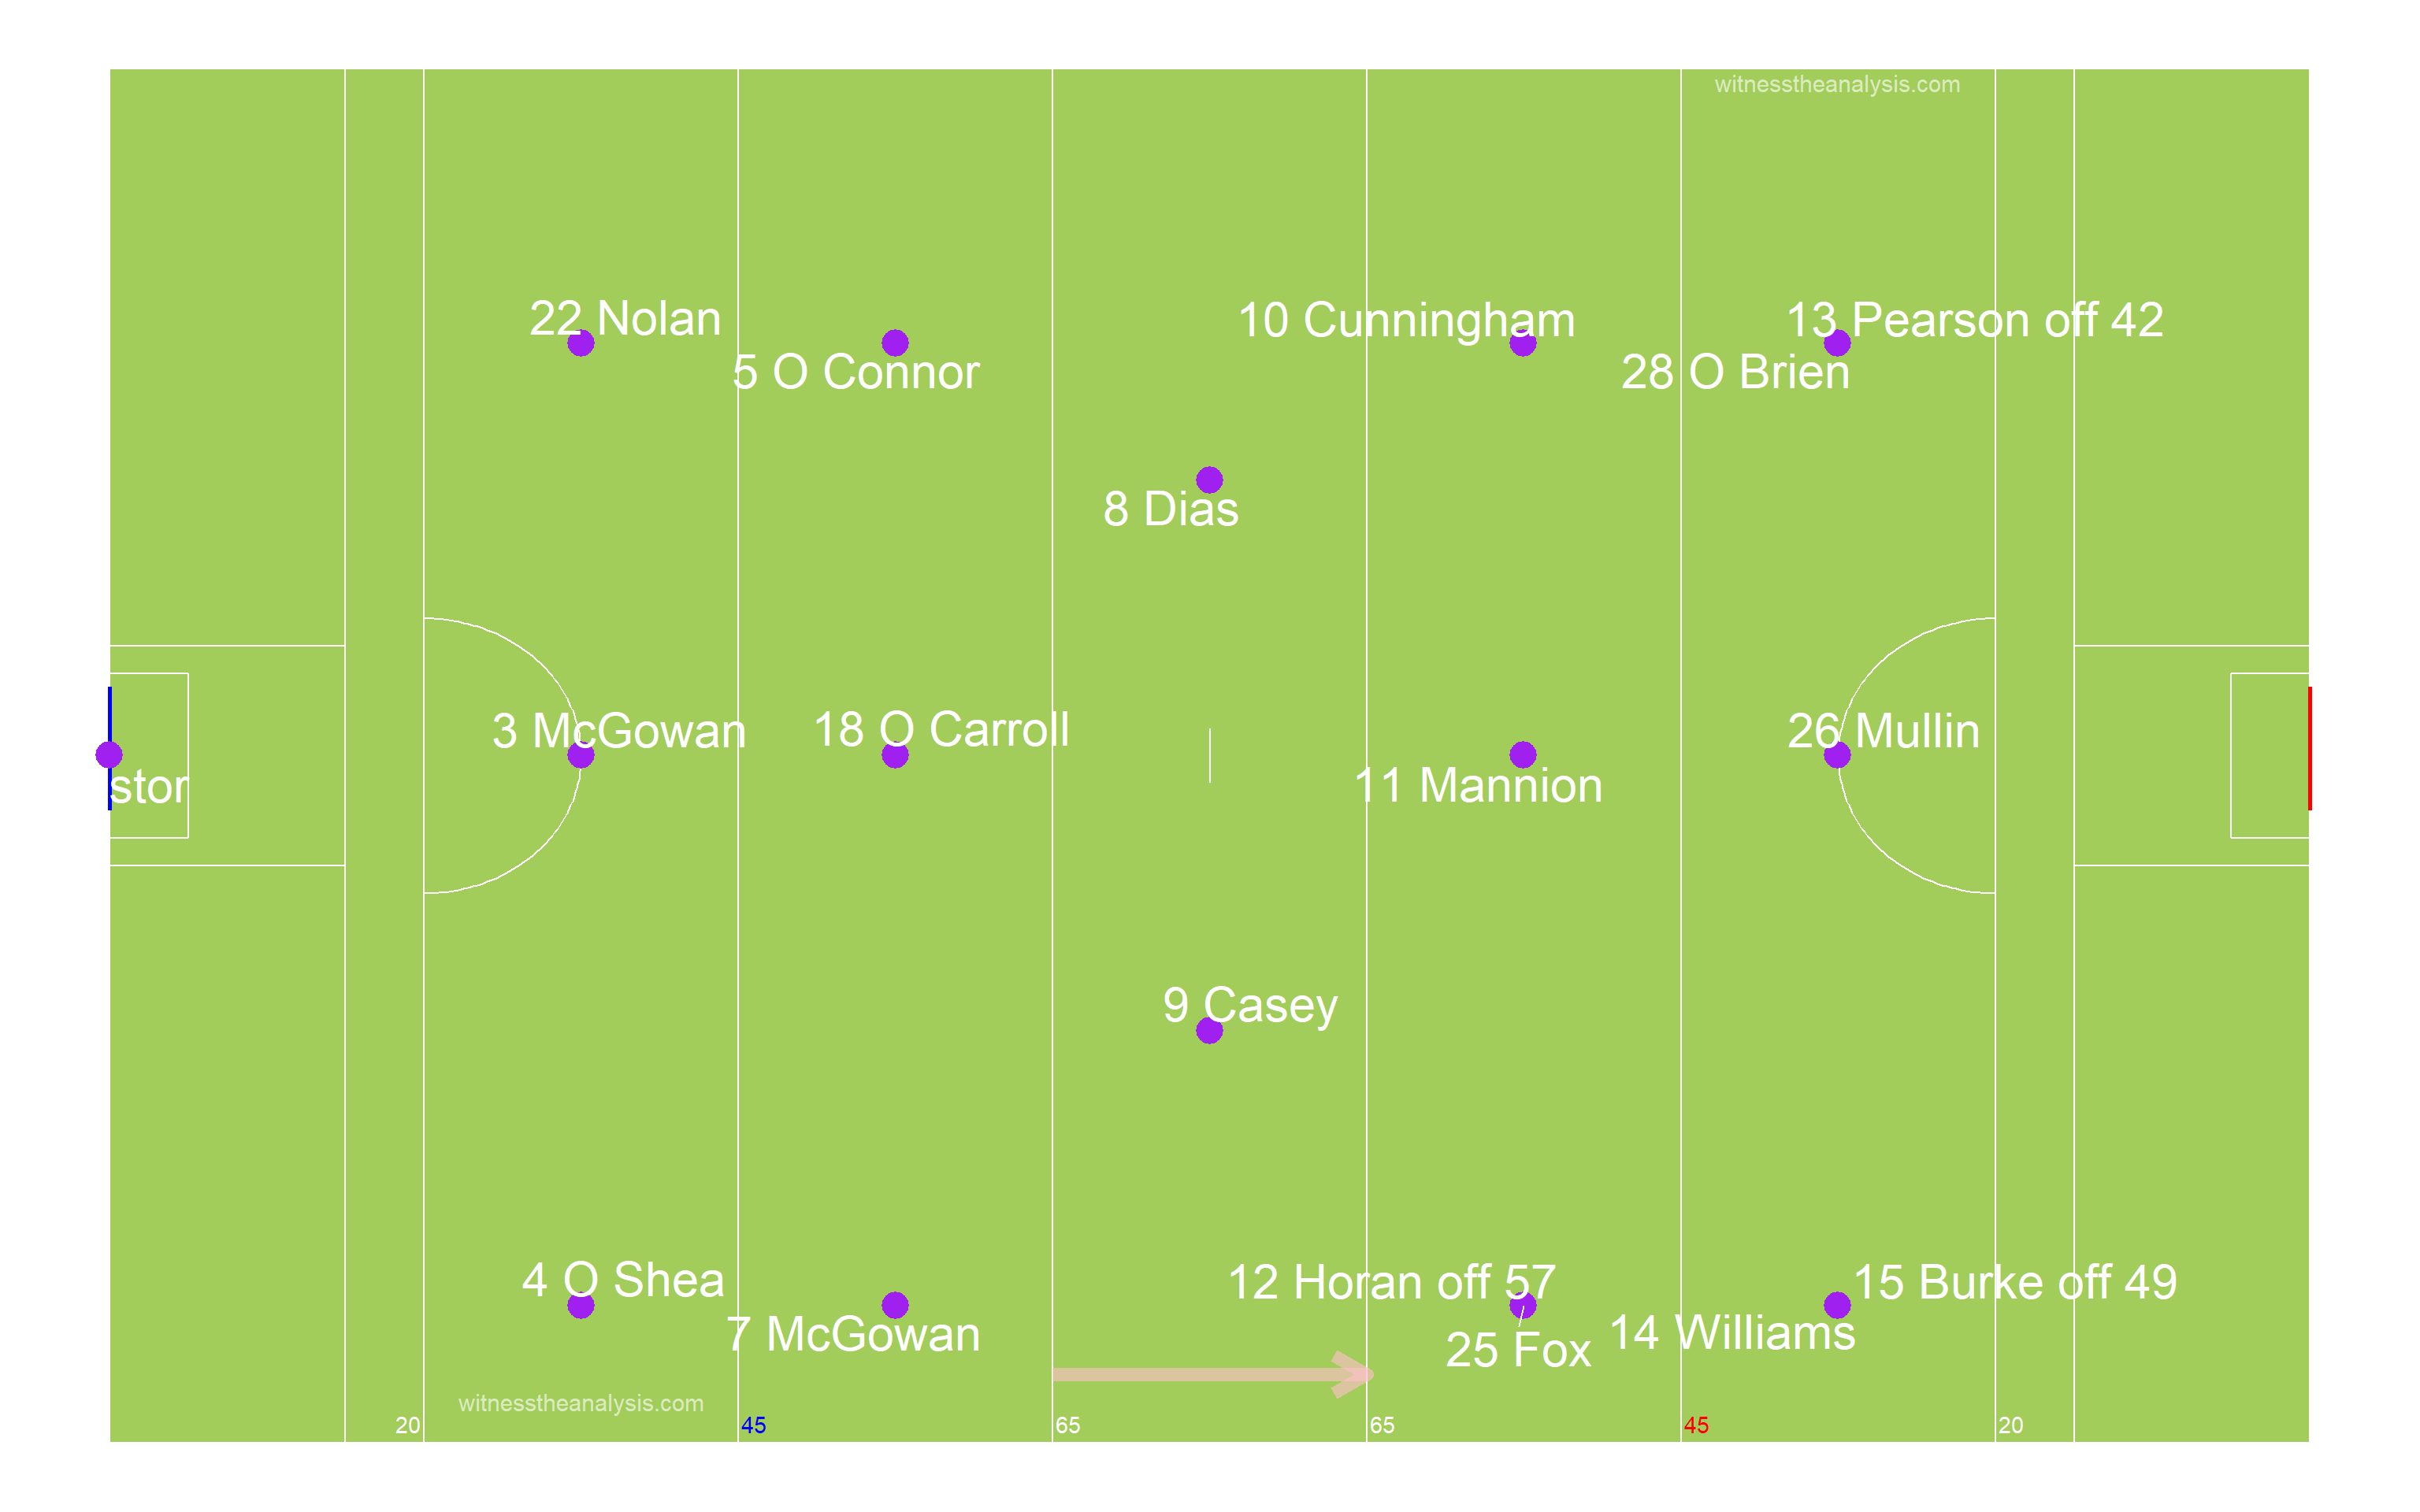 witnesstheanalysis.com
22 Nolan
10 Cunningham
13 Pearson off 42
5 O Connor
28 O Brien
8 Dias
3 McGowan
18 O Carroll
26 Mullin
stor
11 Mannion
9 Casey
4 O Shea
12 Horan off 57
15 Burke off 49
7 McGowan
25 Fox
14 Williams
witnesstheanalysis.com
20
45
65
65
45
20